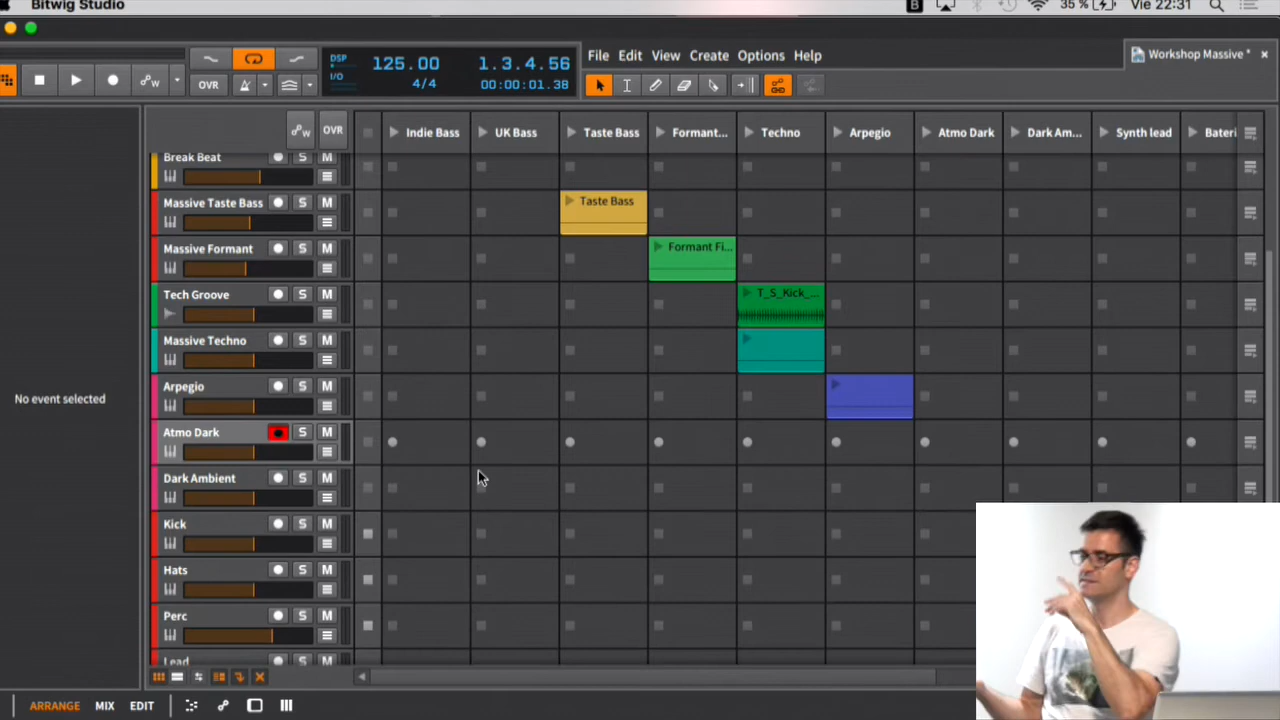 Bitwig Studio
35 % Vie 22:31
OVR
DSP
I/O
125.00
4/4
1.3.4.56
00:00:01.38
File Edit View Create Options Help
Workshop Massive *
OVR
Indie Bass UK Bass Taste Bass Formant... Techno Arpegio Atmo Dark Dark Am... Synth lead Bateri
Break Beat S M
Massive Taste Bass S M
Taste Bass
Massive Formant S M
Formant Fi...
Tech Groove S M
T_S_Kick_...
Massive Techno S M
Arpegio S M
No event selected
Atmo Dark S M
Dark Ambient S M
Kick S M
Hats S M
Perc S M
Lead S M
ARRANGE MIX EDIT